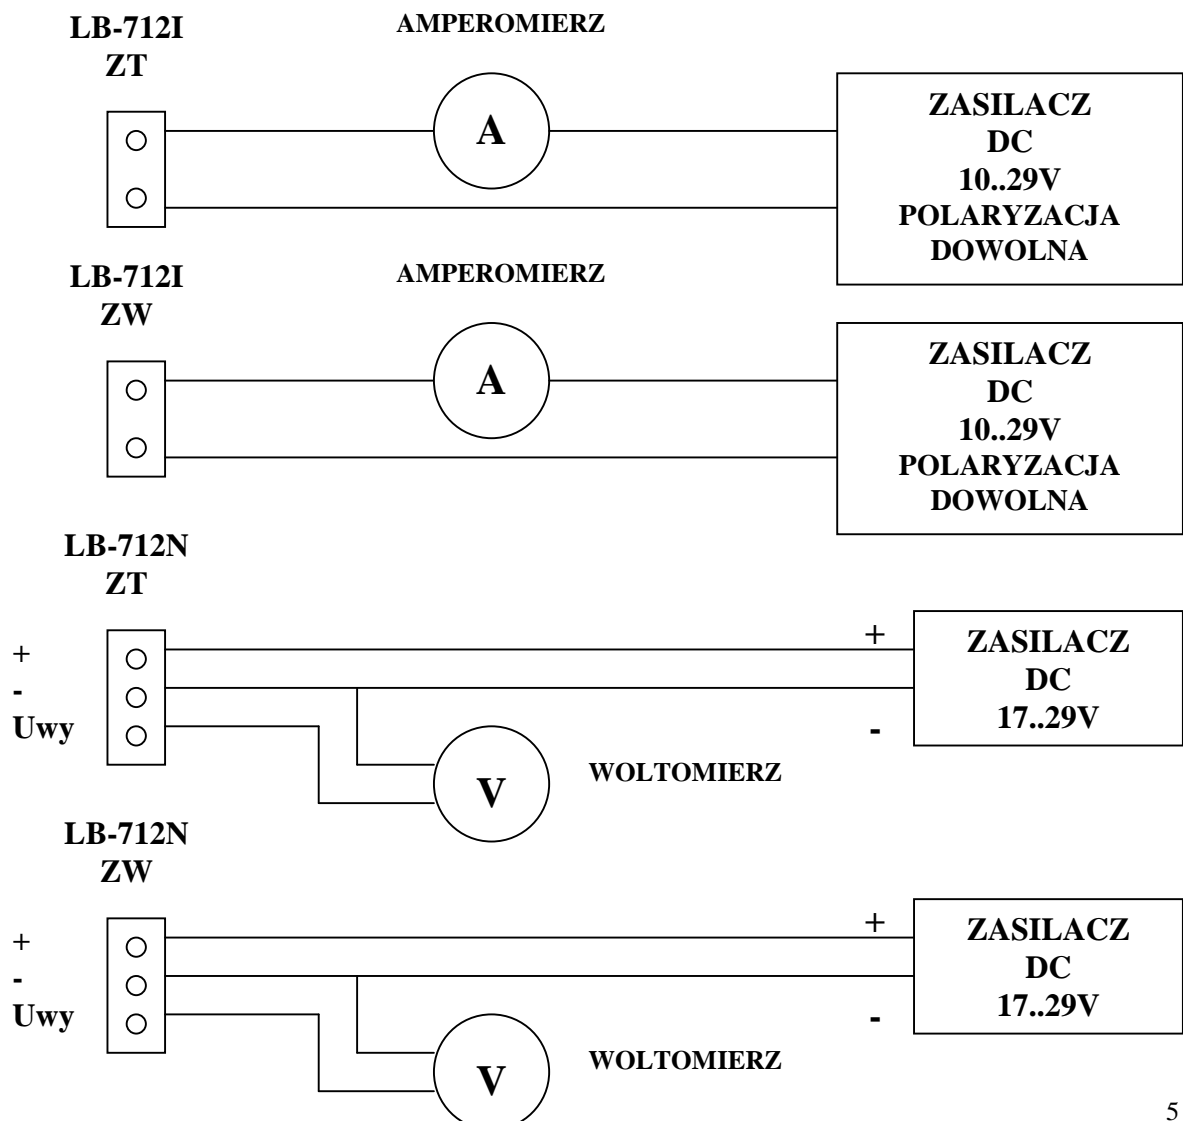 LB-712I
ZT
AMPEROMIERZ
A
ZASILACZ
DC
10..29V
POLARYZACJA
DOWOLNA
LB-712I
ZW
AMPEROMIERZ
A
ZASILACZ
DC
10..29V
POLARYZACJA
DOWOLNA
LB-712N
ZT
+
-
Uwy
+
-
ZASILACZ
DC
17..29V
V
WOLTOMIERZ
LB-712N
ZW
+
-
Uwy
+
-
ZASILACZ
DC
17..29V
V
WOLTOMIERZ
5